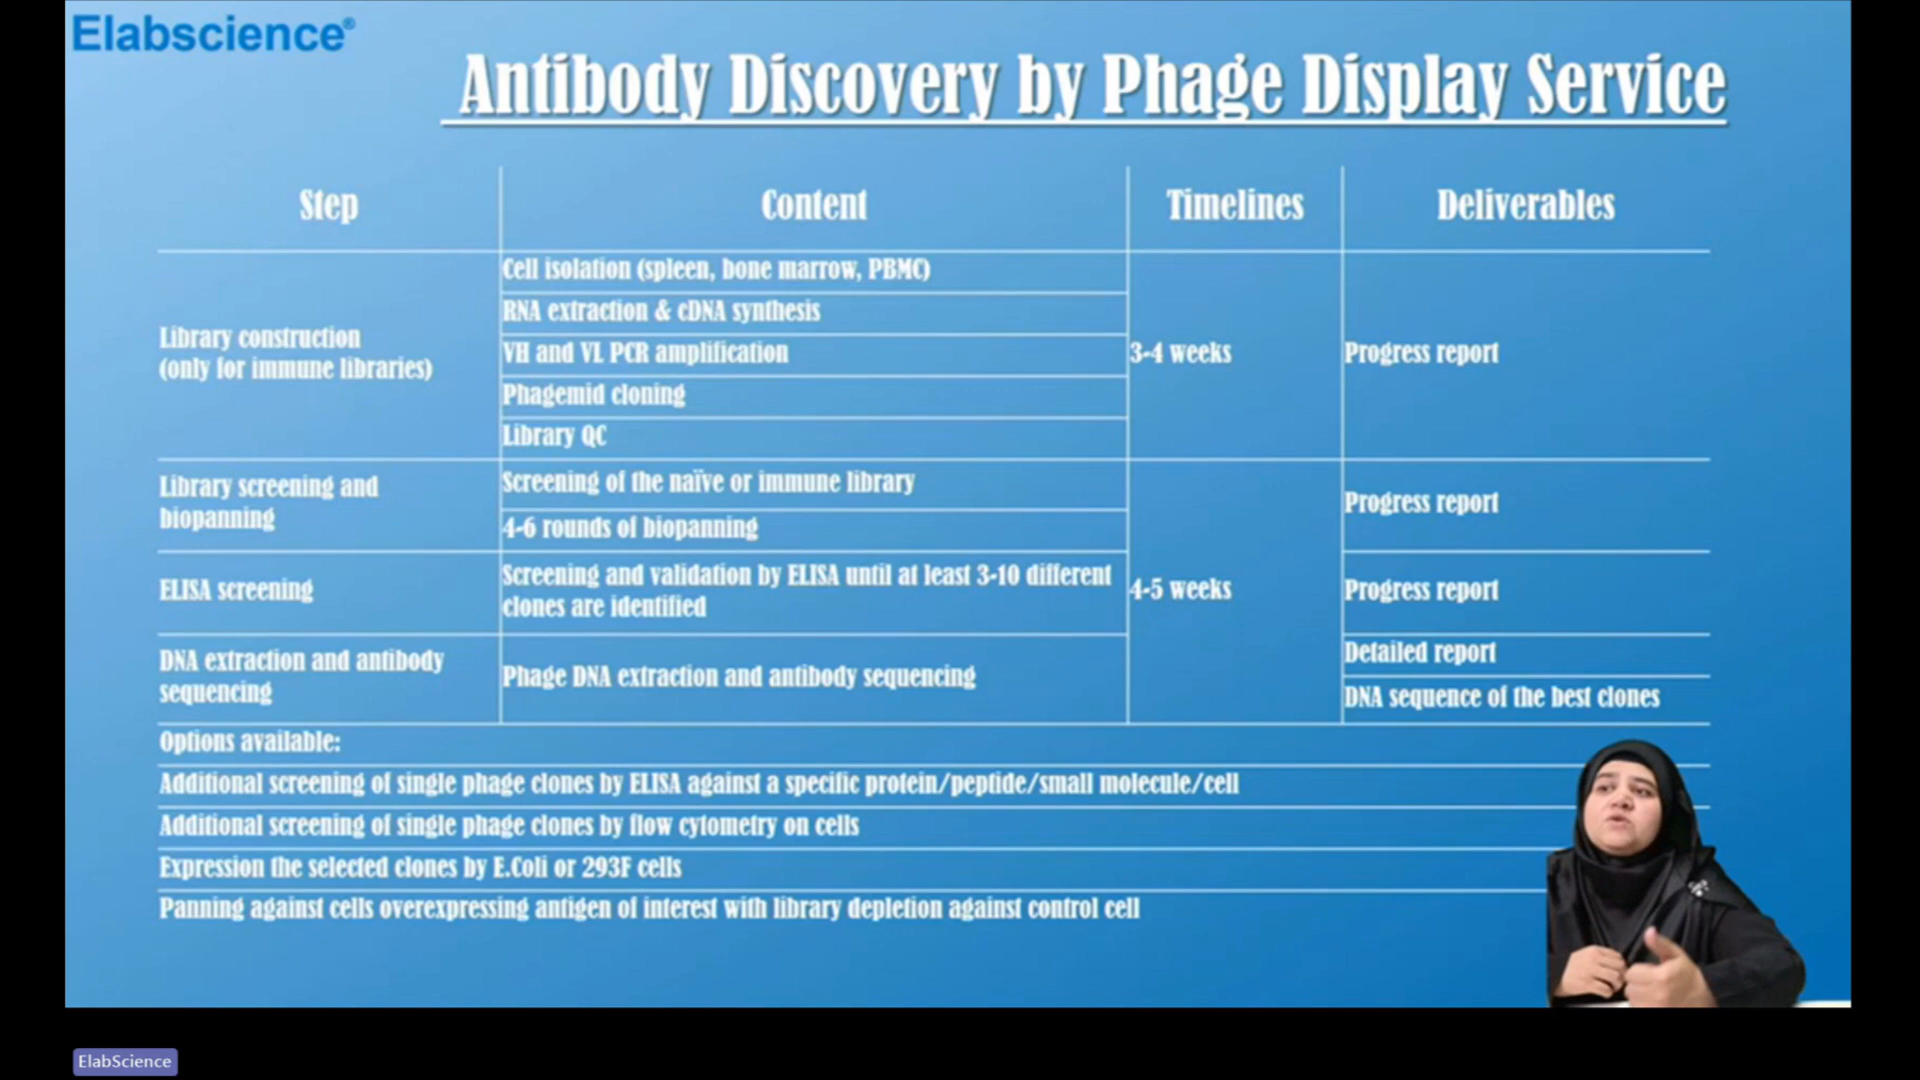 Elabscience®
Antibody Discovery by Phage Display Service
Step
Content
Timelines
Deliverables
Library construction
(only for immune libraries)
Cell isolation (spleen, bone marrow, PBMC)
RNA extraction & cDNA synthesis
VH and VL PCR amplification
Phagemid cloning
Library QC
3-4 weeks
Progress report
Library screening and
biopanning
Screening of the naïve or immune library
4-6 rounds of biopanning
Progress report
ELISA screening
Screening and validation by ELISA until at least 3-10 different
clones are identified
4-5 weeks
Progress report
DNA extraction and antibody
sequencing
Phage DNA extraction and antibody sequencing
Detailed report
DNA sequence of the best clones
Options available:
Additional screening of single phage clones by ELISA against a specific protein/peptide/small molecule/cell
Additional screening of single phage clones by flow cytometry on cells
Expression the selected clones by E.Coli or 293F cells
Panning against cells overexpressing antigen of interest with library depletion against control cell
ElabScience